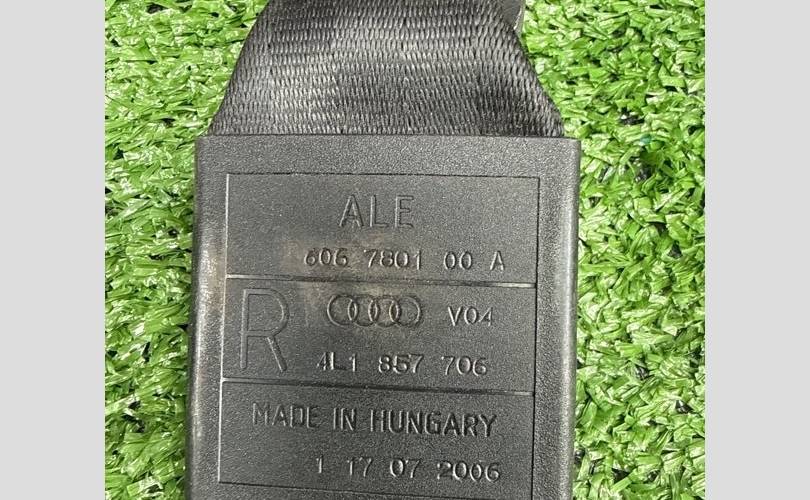 ALE
606 7801 00 A
R V04
4L1 857 706
MADE IN HUNGARY
1 17 07 2006